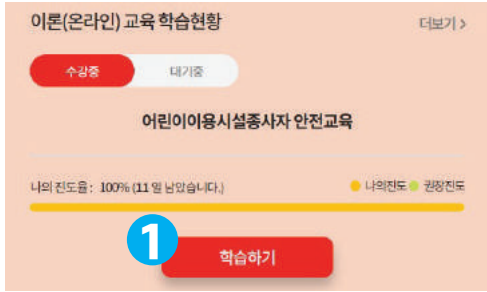 이론(온라인) 교육 학습현황
더보기 >
수강중
대기중
어린이이용시설종사자 안전교육
나의 진도율 : 100% (11 일 남았습니다.)
나의진도 권장진도
1
학습하기